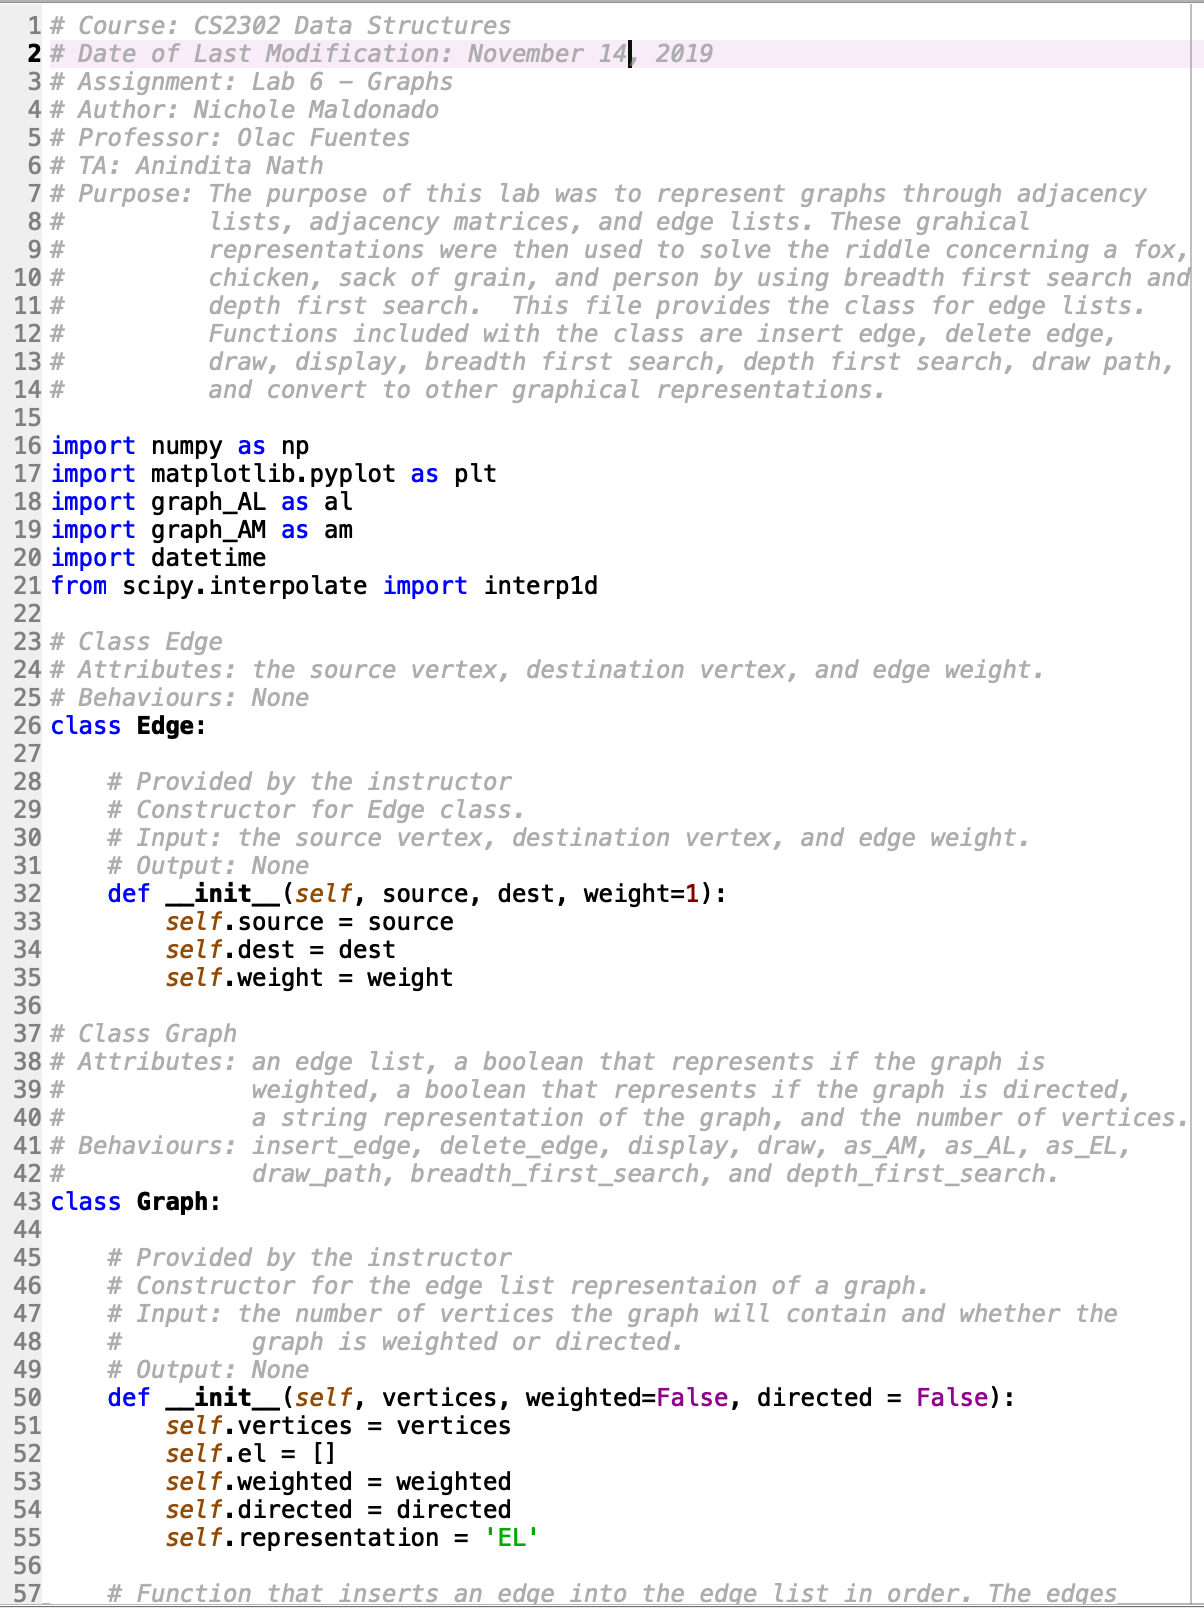 1 # Course: CS2302 Data Structures
2 # Date of Last Modification: November 14, 2019
3 # Assignment: Lab 6 – Graphs
4 # Author: Nichole Maldonado
5 # Professor: Olac Fuentes
6 # TA: Anindita Nath
7 # Purpose: The purpose of this lab was to represent graphs through adjacency
8 #          lists, adjacency matrices, and edge lists. These grahical
9 #          representations were then used to solve the riddle concerning a fox,
10 #          chicken, sack of grain, and person by using breadth first search and
11 #          depth first search.  This file provides the class for edge lists.
12 #          Functions included with the class are insert edge, delete edge,
13 #          draw, display, breadth first search, depth first search, draw path,
14 #          and convert to other graphical representations.
15
16 import numpy as np
17 import matplotlib.pyplot as plt
18 import graph_AL as al
19 import graph_AM as am
20 import datetime
21 from scipy.interpolate import interp1d
22
23 # Class Edge
24 # Attributes: the source vertex, destination vertex, and edge weight.
25 # Behaviours: None
26 class Edge:
27
28     # Provided by the instructor
29     # Constructor for Edge class.
30     # Input: the source vertex, destination vertex, and edge weight.
31     # Output: None
32     def __init__(self, source, dest, weight=1):
33         self.source = source
34         self.dest = dest
35         self.weight = weight
36
37 # Class Graph
38 # Attributes: an edge list, a boolean that represents if the graph is
39 #             weighted, a boolean that represents if the graph is directed,
40 #             a string representation of the graph, and the number of vertices.
41 # Behaviours: insert_edge, delete_edge, display, draw, as_AM, as_AL, as_EL,
42 #             draw_path, breadth_first_search, and depth_first_search.
43 class Graph:
44
45     # Provided by the instructor
46     # Constructor for the edge list representaion of a graph.
47     # Input: the number of vertices the graph will contain and whether the
48     #         graph is weighted or directed.
49     # Output: None
50     def __init__(self, vertices, weighted=False, directed = False):
51         self.vertices = vertices
52         self.el = []
53         self.weighted = weighted
54         self.directed = directed
55         self.representation = 'EL'
56
57     # Function that inserts an edge into the edge list in order. The edges